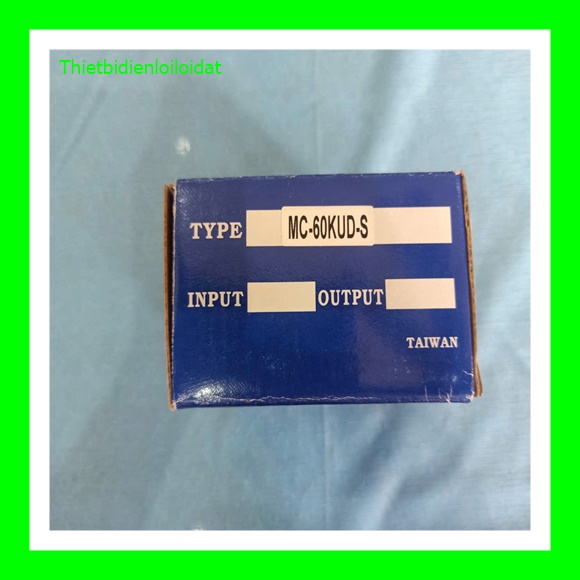 Thietbidienloiloidat
TYPE MC-60KUD-S
INPUT OUTPUT
TAIWAN